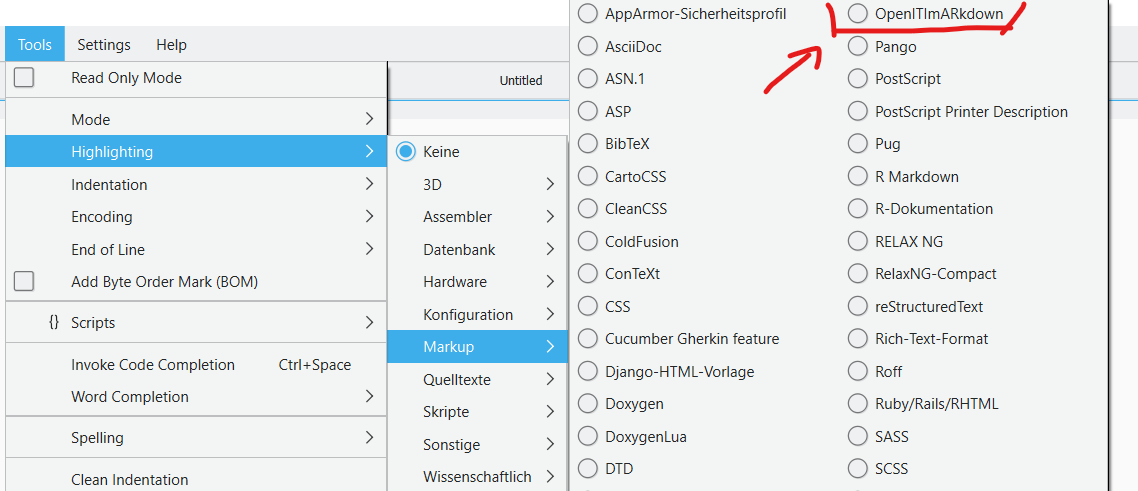 Tools Settings Help
Read Only Mode
Untitled
Mode
Highlighting
Indentation
Encoding
End of Line
Add Byte Order Mark (BOM)
{} Scripts
Invoke Code Completion Ctrl+Space
Word Completion
Spelling
Clean Indentation
Keine
3D
Assembler
Datenbank
Hardware
Konfiguration
Markup
Quelltexte
Skripte
Sonstige
Wissenschaftlich
AppArmor-Sicherheitsprofil
AsciiDoc
ASN.1
ASP
BibTeX
CartoCSS
CleanCSS
ColdFusion
ConTeXt
CSS
Cucumber Gherkin feature
Django-HTML-Vorlage
Doxygen
DoxygenLua
DTD
OpenITImARkdown
Pango
PostScript
PostScript Printer Description
Pug
R Markdown
R-Dokumentation
RELAX NG
RelaxNG-Compact
reStructuredText
Rich-Text-Format
Roff
Ruby/Rails/RHTML
SASS
SCSS